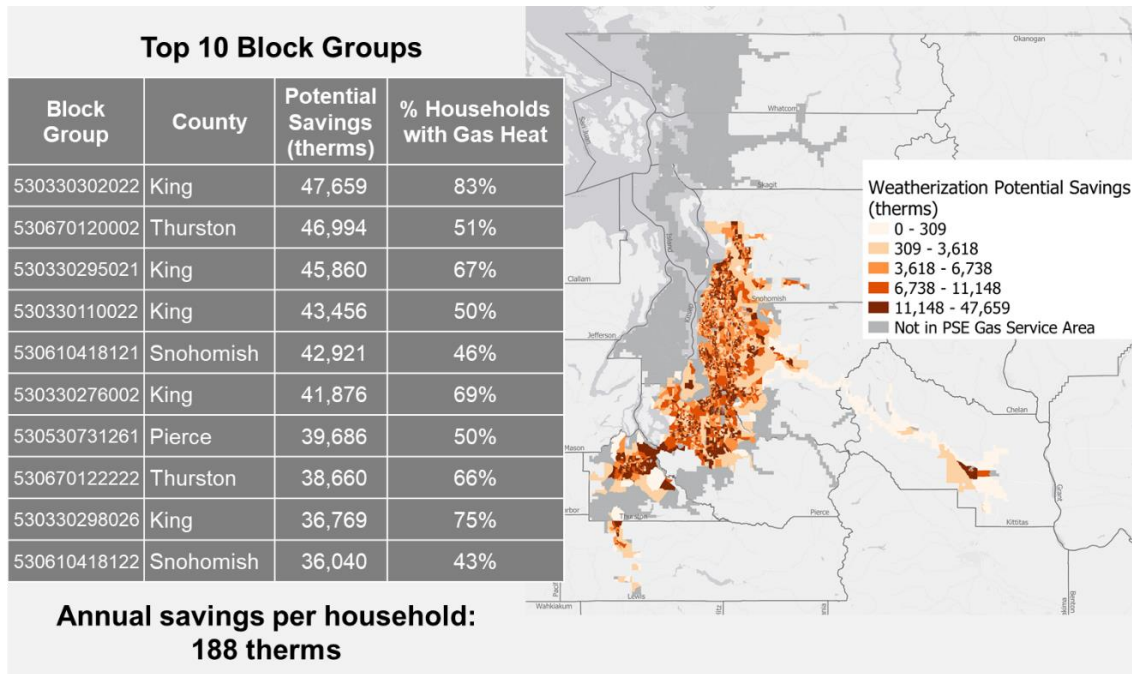 Top 10 Block Groups
Block Group County Potential Savings (therms) % Households with Gas Heat
530330302022 King 47,659 83%
530670120002 Thurston 46,994 51%
530330295021 King 45,860 67%
530330110022 King 43,456 50%
530610418121 Snohomish 42,921 46%
530330276002 King 41,876 69%
530530731261 Pierce 39,686 50%
530670122222 Thurston 38,660 66%
530330298026 King 36,769 75%
530610418122 Snohomish 36,040 43%
Annual savings per household:
188 therms
Okanogan
Whatcom
San Juan
Skagit
Island
Clallam
Snohomish
Jefferson
Chelan
Mason
Grant
Kittitas
Pierce
Thurston
Lewis
Wahkiakum
Benton
Weatherization Potential Savings
(therms)
0 - 309
309 - 3,618
3,618 - 6,738
6,738 - 11,148
11,148 - 47,659
Not in PSE Gas Service Area